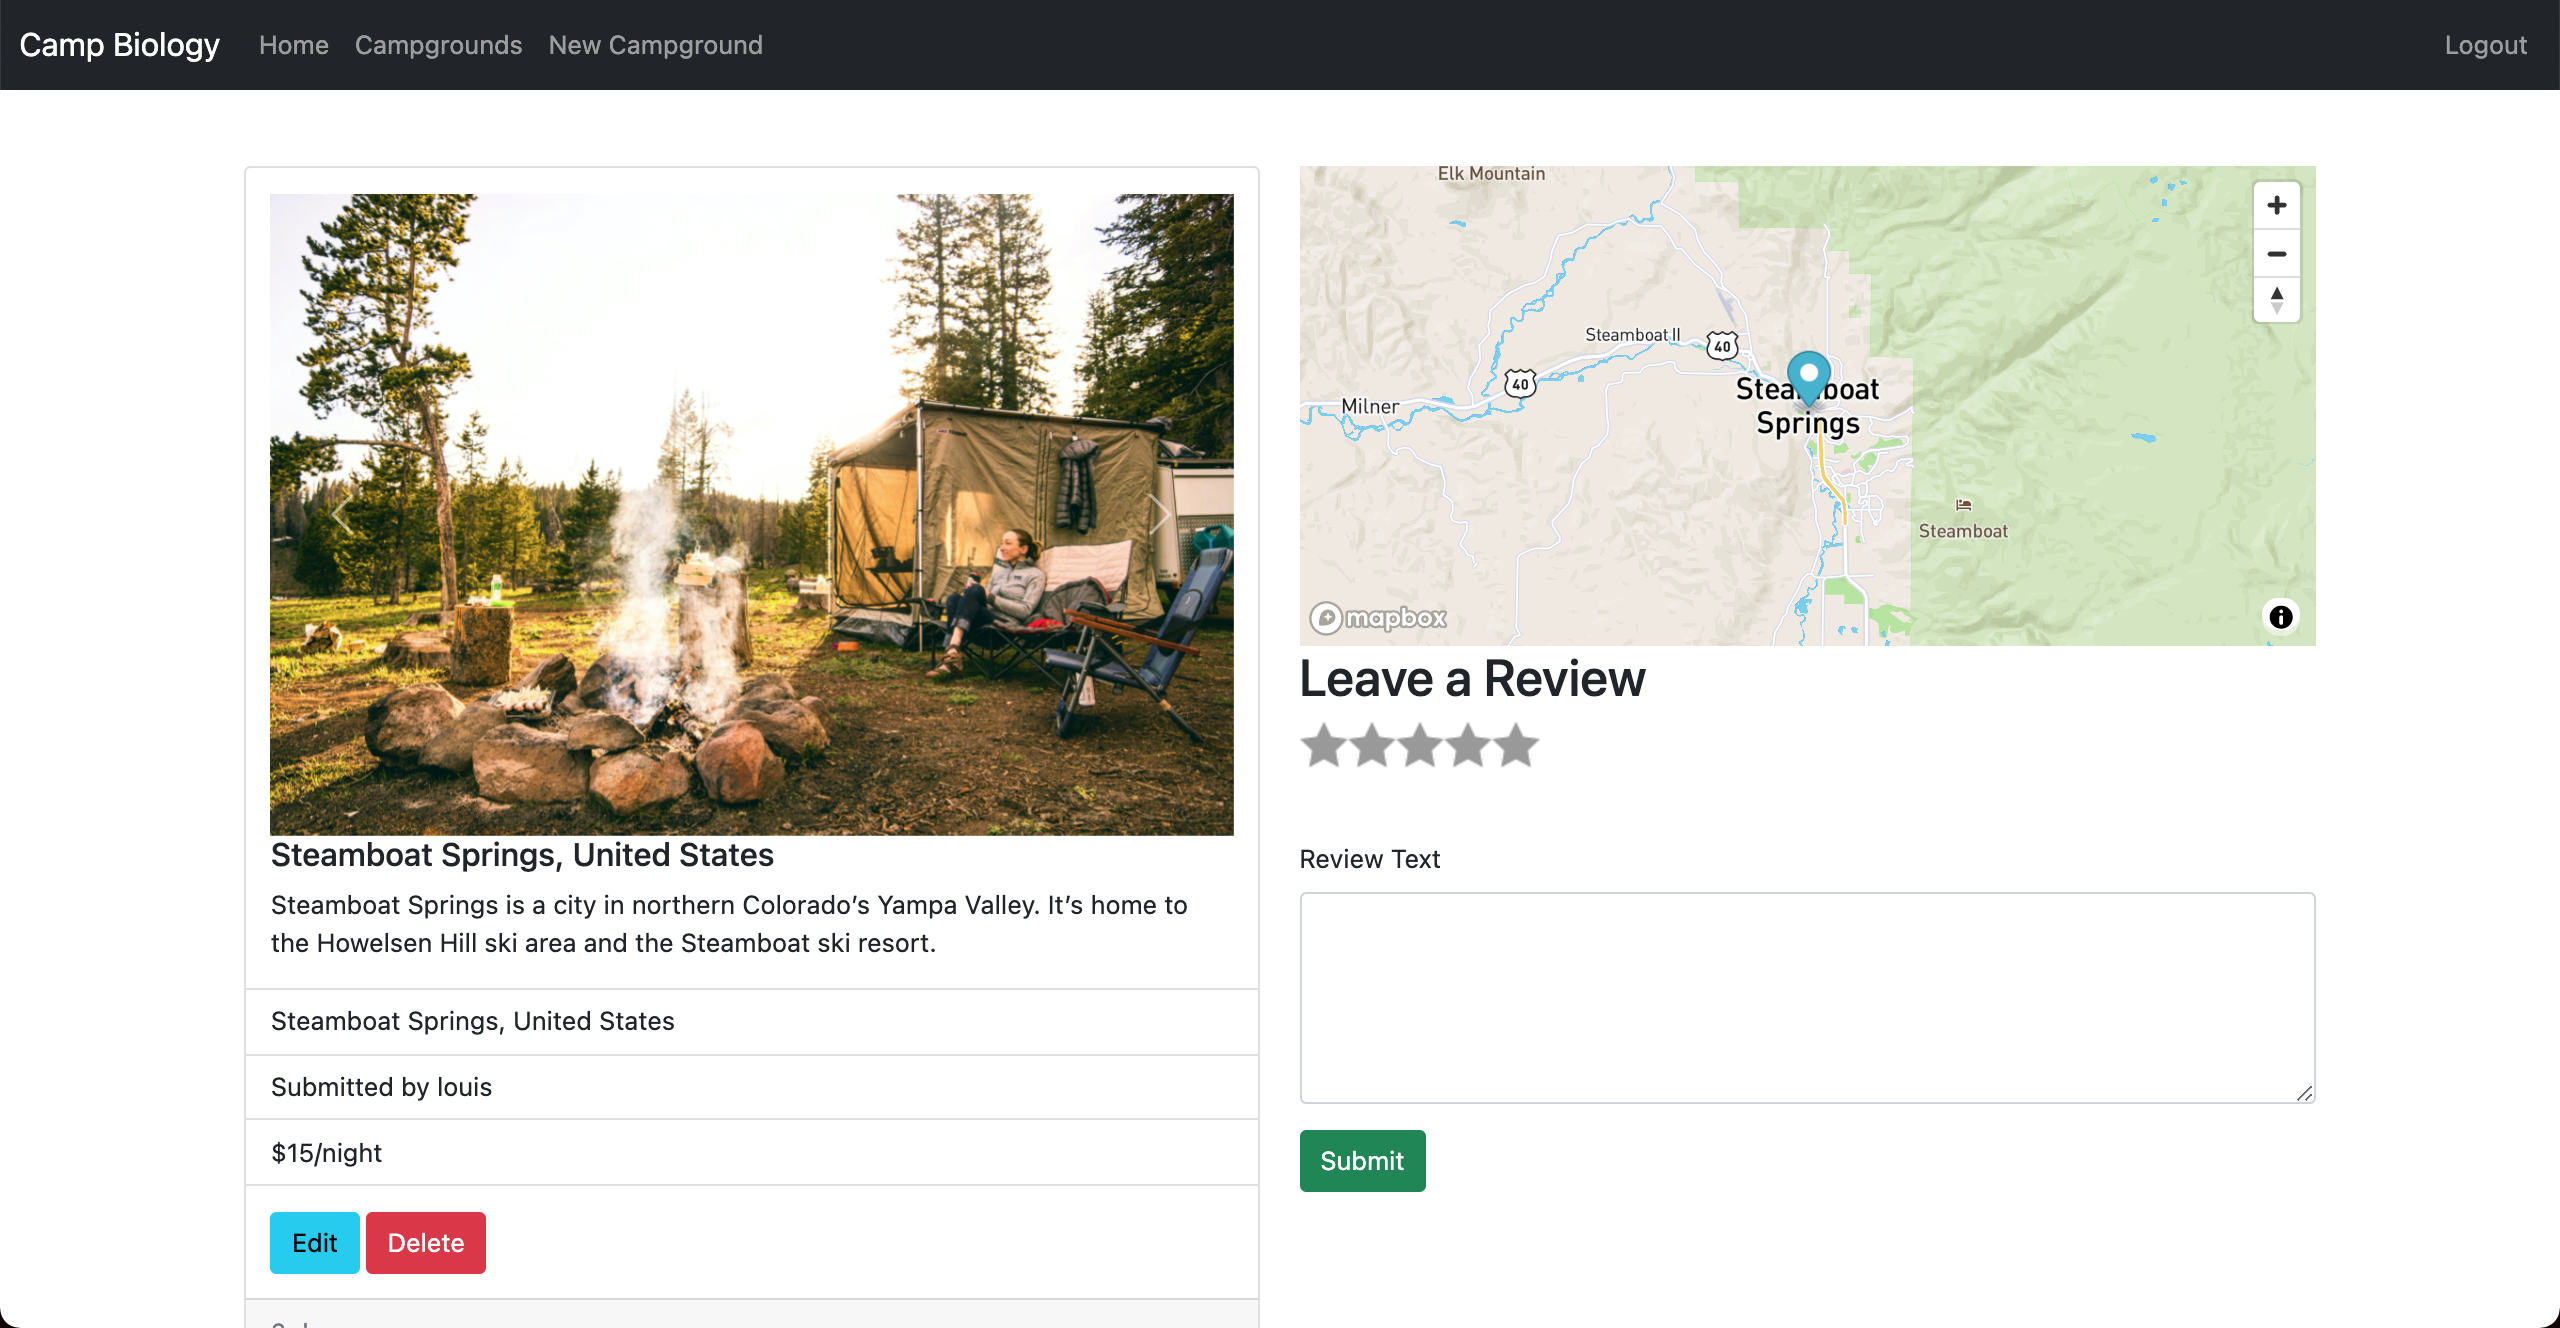 Camp Biology
Home
Campgrounds
New Campground
Logout
Steamboat Springs, United States
Steamboat Springs is a city in northern Colorado’s Yampa Valley. It’s home to
the Howelsen Hill ski area and the Steamboat ski resort.
Steamboat Springs, United States
Submitted by louis
$15/night
Edit
Delete
Elk Mountain
Steamboat II
40
40
Milner
Steamboat
Springs
Steamboat
mapbox
Leave a Review
Review Text
Submit